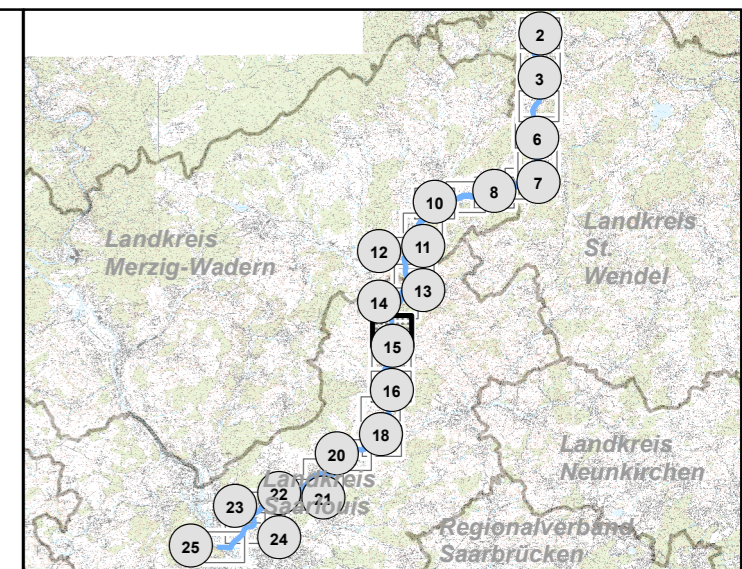 2
3
6
7
8
10
Landkreis
St.
Wendel
Landkreis
Merzig-Wadern
12
11
13
14
15
16
18
Landkreis
Neunkirchen
20
Landkreis
Saarlouis
22
21
23
24
25
Regionalverband
Saarbrücken